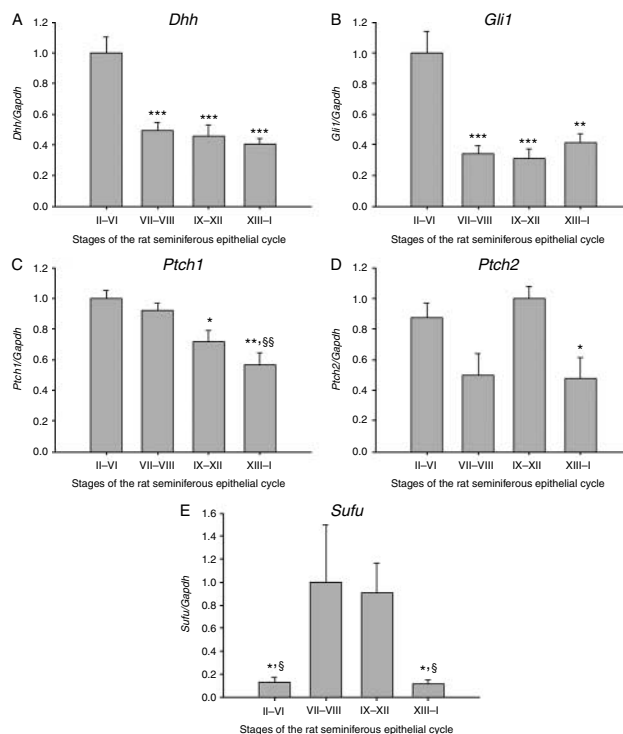 A Dhh
1.2
1.0
0.8
0.6
0.4
0.2
0.0
Dhh/Gapdh
***
***
***
II–VI VII–VIII IX–XII XIII–I
Stages of the rat seminiferous epithelial cycle
B Gli1
1.2
1.0
0.8
0.6
0.4
0.2
0.0
Gli1/Gapdh
***
***
**
II–VI VII–VIII IX–XII XIII–I
Stages of the rat seminiferous epithelial cycle
C Ptch1
1.2
1.0
0.8
0.6
0.4
0.2
0.0
Ptch1/Gapdh
*
**,§§
II–VI VII–VIII IX–XII XIII–I
Stages of the rat seminiferous epithelial cycle
D Ptch2
1.2
1.0
0.8
0.6
0.4
0.2
0.0
Ptch2/Gapdh
*
II–VI VII–VIII IX–XII XIII–I
Stages of the rat seminiferous epithelial cycle
E Sufu
1.6
1.4
1.2
1.0
0.8
0.6
0.4
0.2
0.0
Sufu/Gapdh
*,§
*,§
II–VI VII–VIII IX–XII XIII–I
Stages of the rat seminiferous epithelial cycle